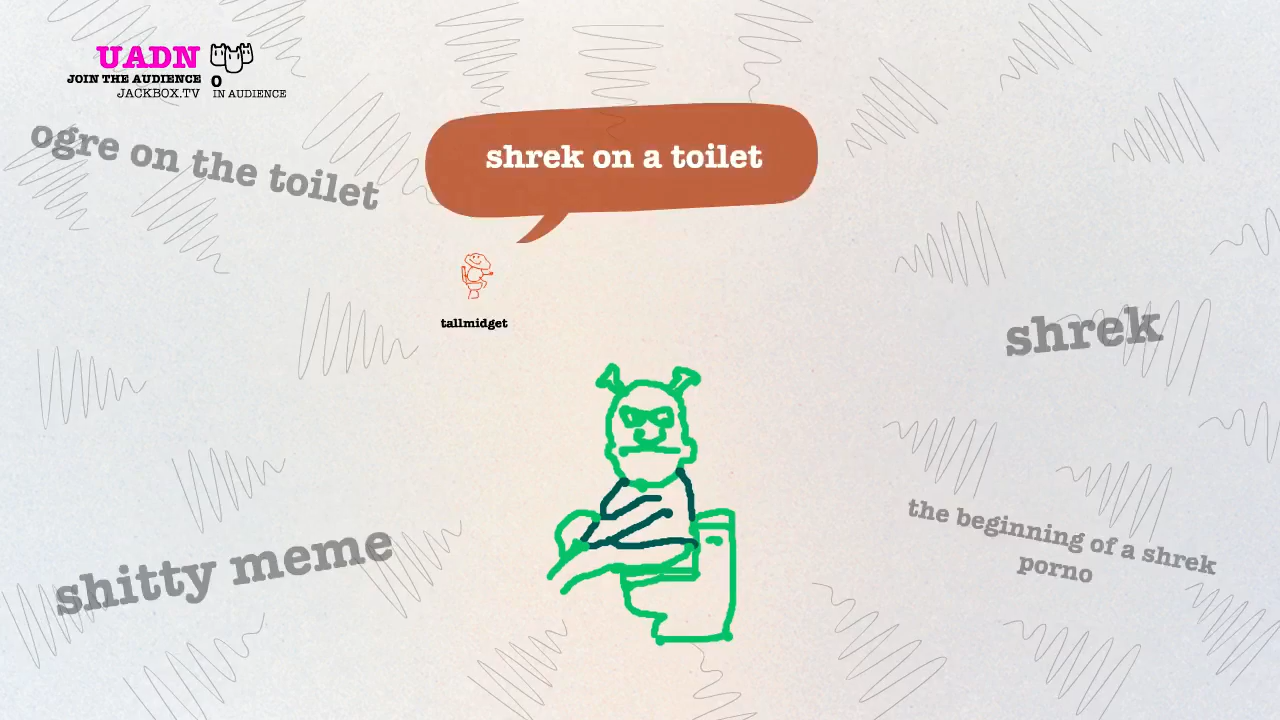 UADN
JOIN THE AUDIENCE
JACKBOX.TV
0
IN AUDIENCE
ogre on the toilet
shrek on a toilet
tallmidget
shrek
the beginning of a shrek
porno
shitty meme